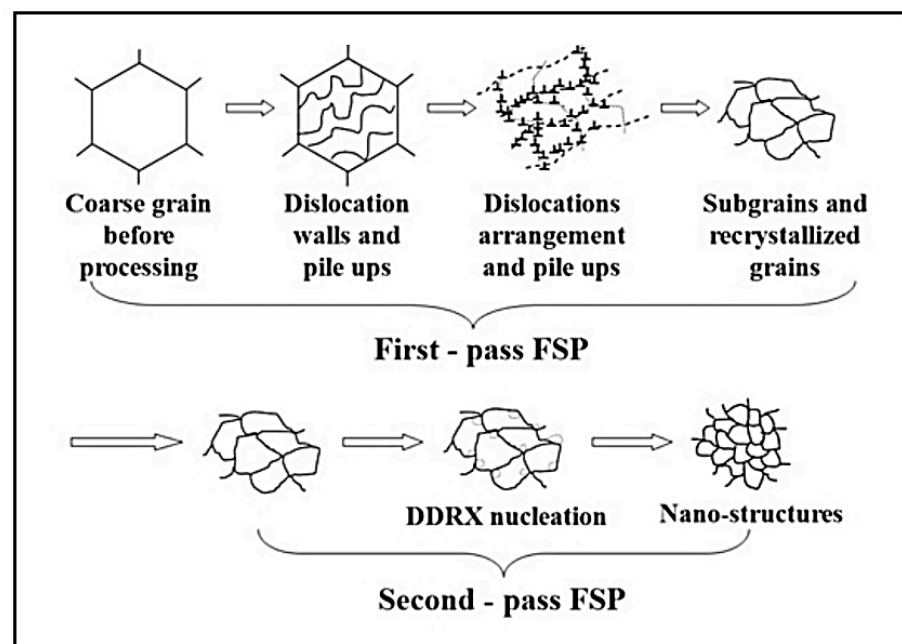 Coarse grain
before
processing
Dislocation
walls and
pile ups
Dislocations
arrangement
and pile ups
Subgrains and
recrystallized
grains
First - pass FSP
DDRX nucleation
Nano-structures
Second - pass FSP